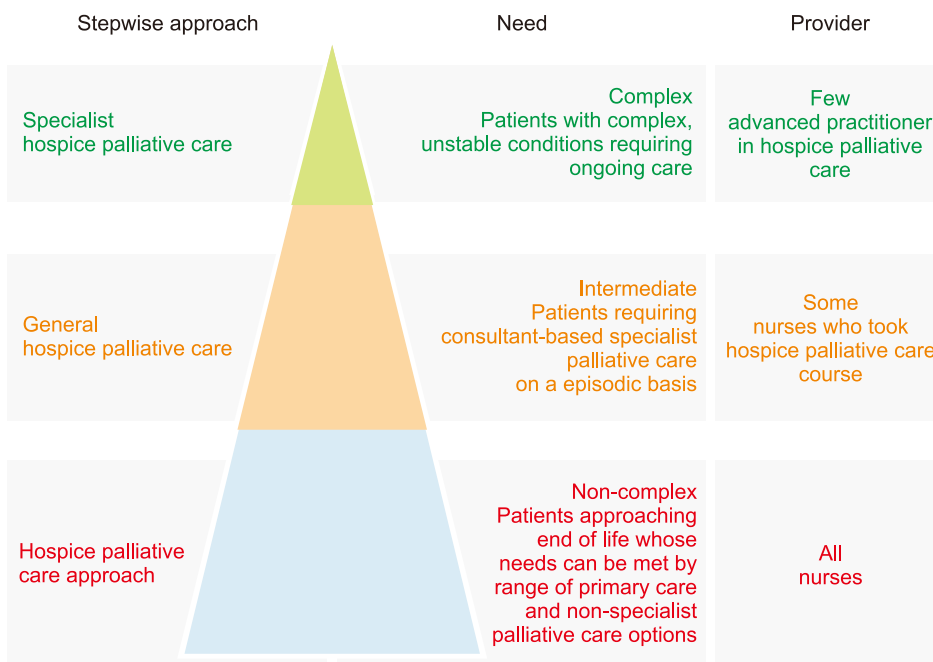 Stepwise approach
Need
Provider
Specialist
hospice palliative care
Complex
Patients with complex,
unstable conditions requiring
ongoing care
Few
advanced practitioner
in hospice palliative
care
General
hospice palliative care
Intermediate
Patients requiring
consultant-based specialist
palliative care
on a episodic basis
Some
nurses who took
hospice palliative care
course
Hospice palliative
care approach
Non-complex
Patients approaching
end of life whose
needs can be met by
range of primary care
and non-specialist
palliative care options
All
nurses